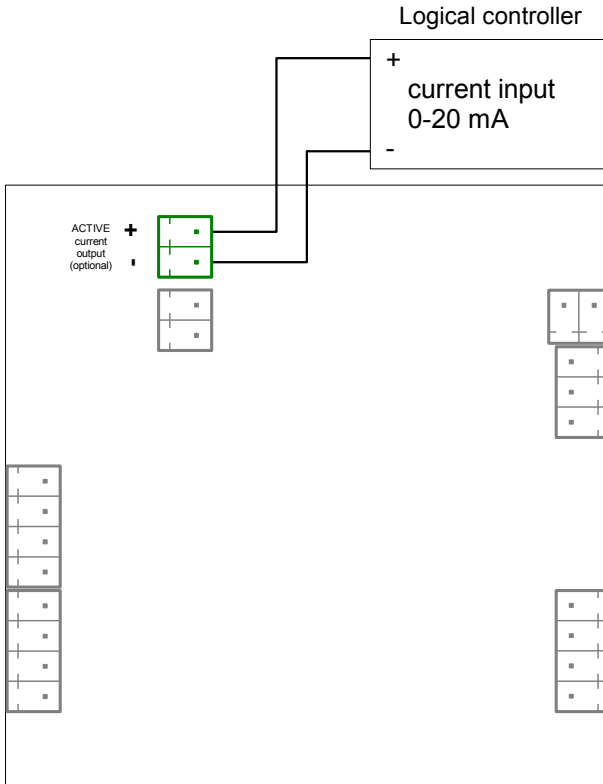 Logical controller
+
current input
0-20 mA
-
ACTIVE
current
output
(optional)
+
-